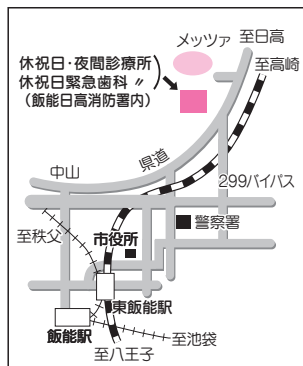 メッツァ
至日高
至高崎
休祝日・夜間診療所
休祝日緊急歯科 〃
(飯能日高消防署内)
県道
中山
299バイパス
警察署
至秩父
市役所
東飯能駅
飯能駅
至池袋
至八王子